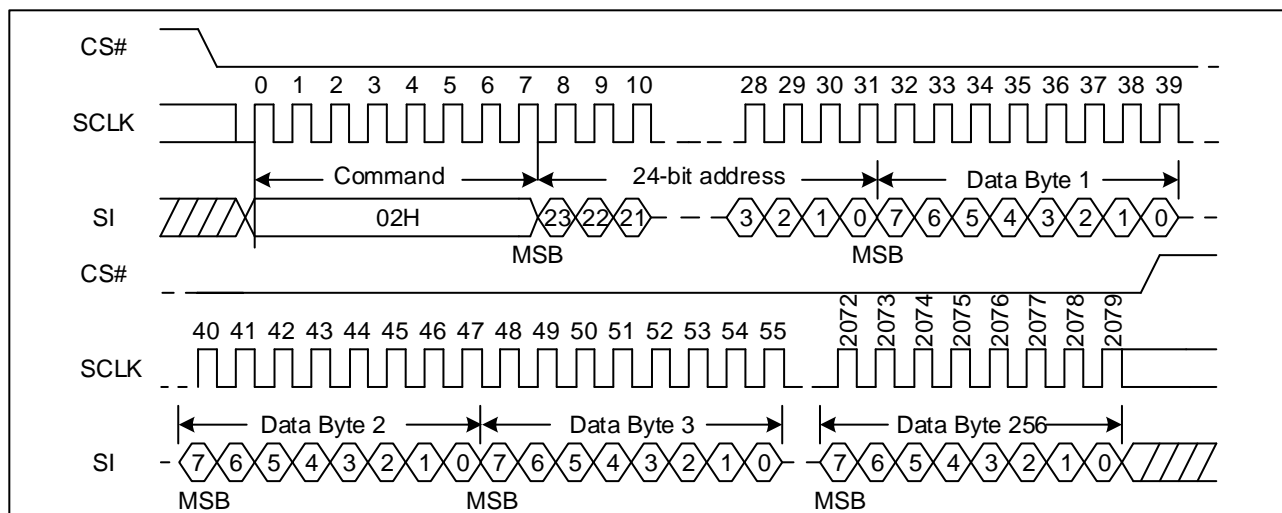 CS#
0 1 2 3 4 5 6 7 8 9 10 28 29 30 31 32 33 34 35 36 37 38 39
SCLK
Command 24-bit address Data Byte 1
SI 02H 23 22 21 3 2 1 0 7 6 5 4 3 2 1 0
MSB MSB
CS#
40 41 42 43 44 45 46 47 48 49 50 51 52 53 54 55 2072 2073 2074 2075 2076 2077 2078 2079
SCLK
Data Byte 2 Data Byte 3 Data Byte 256
SI 7 6 5 4 3 2 1 0 7 6 5 4 3 2 1 0 7 6 5 4 3 2 1 0
MSB MSB MSB